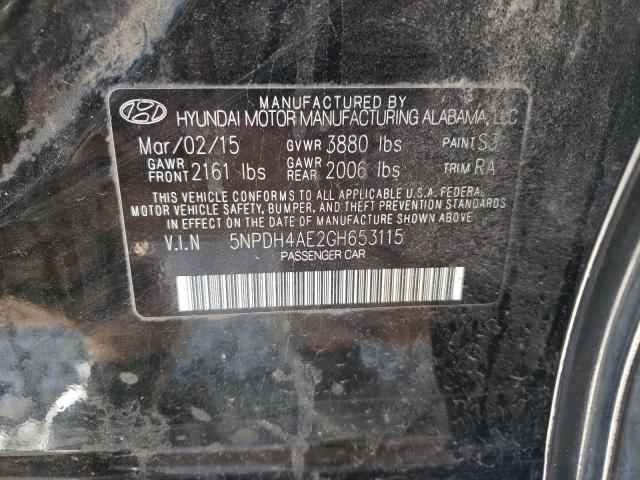 MANUFACTURED BY
HYUNDAI MOTOR MANUFACTURING ALABAMA, LLC
Mar/02/15 GVWR 3880 lbs PAINT S3
GAWR FRONT 2161 lbs GAWR REAR 2006 lbs TRIM RA
THIS VEHICLE CONFORMS TO ALL APPLICABLE U.S.A. FEDERAL
MOTOR VEHICLE SAFETY, BUMPER, AND THEFT PREVENTION STANDARDS
IN EFFECT ON THE DATE OF MANUFACTURE SHOWN ABOVE.
V.I.N 5NPDH4AE2GH653115
PASSENGER CAR